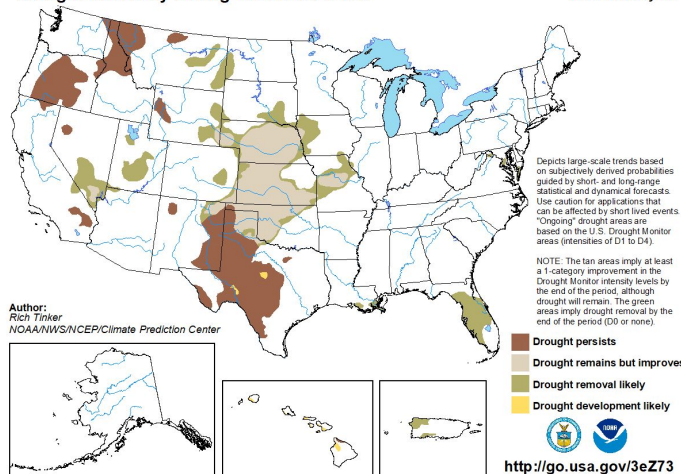 Depicts large-scale trends based
on subjectively derived probabilities
guided by short- and long-range
statistical and dynamical forecasts.
Use caution for applications that
can be affected by short lived events.
"Ongoing" drought areas are
based on the U.S. Drought Monitor
areas (intensities of D1 to D4).
NOTE: The tan areas imply at least
a 1-category improvement in the
Drought Monitor intensity levels by
the end of the period, although
drought will remain. The green
areas imply drought removal by the
end of the period (D0 or none).
Author:
Rich Tinker
NOAA/NWS/NCEP/Climate Prediction Center
Drought persists
Drought remains but improves
Drought removal likely
Drought development likely
NOAA
http://go.usa.gov/3eZ73